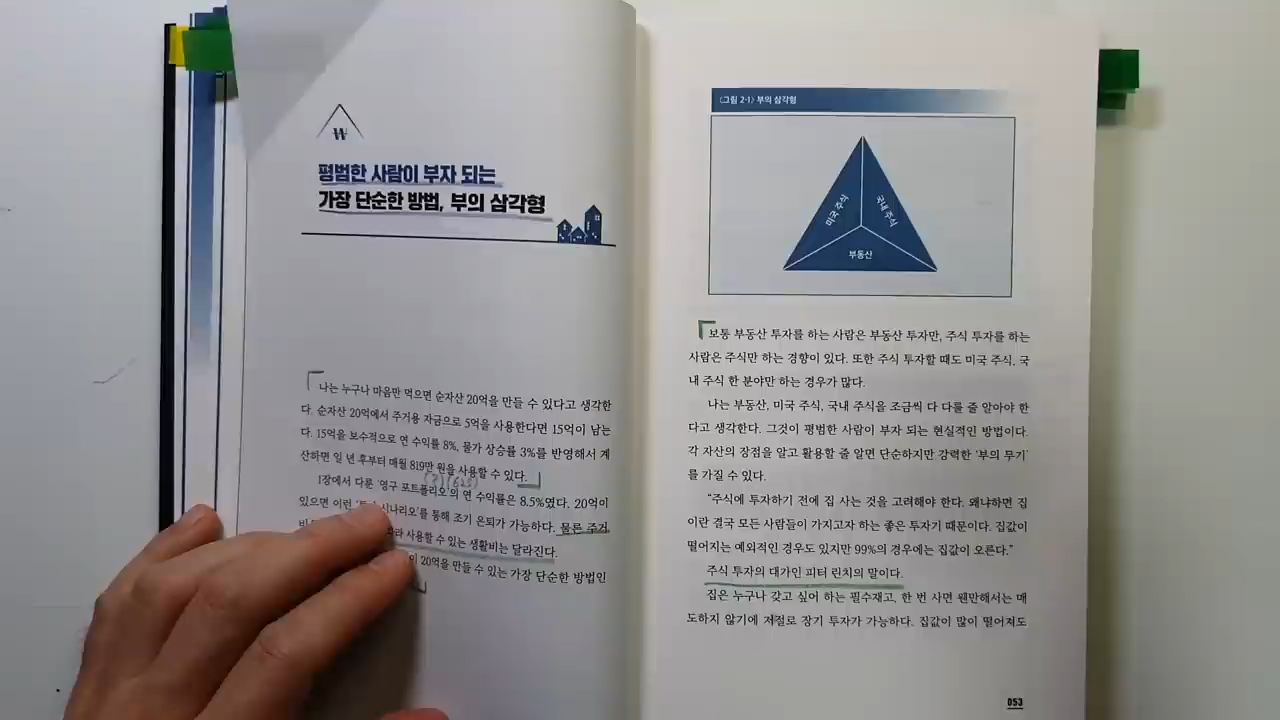 W
평범한 사람이 부자 되는
가장 단순한 방법, 부의 삼각형
나는 누구나 마음만 먹으면 순자산 20억을 만들 수 있다고 생각한
다. 순자산 20억에서 주거용 자금으로 5억을 사용한다면 15억이 남는
다. 15억을 보수적으로 연 수익률 8%, 물가 상승률 3%를 반영해서 계
산하면 일 년 후부터 매월 819만 원을 사용할 수 있다.
1장에서 다룬 '영구 포트폴리오'의 연 수익률은 8.5%였다. 20억이
있으면 이런 시나리오'를 통해 조기 은퇴가 가능하다. 물론 주거
따라 사용할 수 있는 생활비는 달라진다.
20억을 만들 수 있는 가장 단순한 방법인
<그림 2-1> 부의 삼각형
미국 주식
국내 주식
부동산
보통 부동산 투자를 하는 사람은 부동산 투자만, 주식 투자를 하는
사람은 주식만 하는 경향이 있다. 또한 주식 투자할 때도 미국 주식, 국
내 주식 한 분야만 하는 경우가 많다.
나는 부동산, 미국 주식, 국내 주식을 조금씩 다 다룰 줄 알아야 한
다고 생각한다. 그것이 평범한 사람이 부자 되는 현실적인 방법이다.
각 자산의 장점을 알고 활용할 줄 알면 단순하지만 강력한 '부의 무기'
를 가질 수 있다.
"주식에 투자하기 전에 집 사는 것을 고려해야 한다. 왜냐하면 집
이란 결국 모든 사람들이 가지고자 하는 좋은 투자기 때문이다. 집값이
떨어지는 예외적인 경우도 있지만 99%의 경우에는 집값이 오른다."
주식 투자의 대가인 피터 린치의 말이다.
집은 누구나 갖고 싶어 하는 필수재고, 한 번 사면 웬만해서는 매
도하지 않기에 저절로 장기 투자가 가능하다. 집값이 많이 떨어져도
053